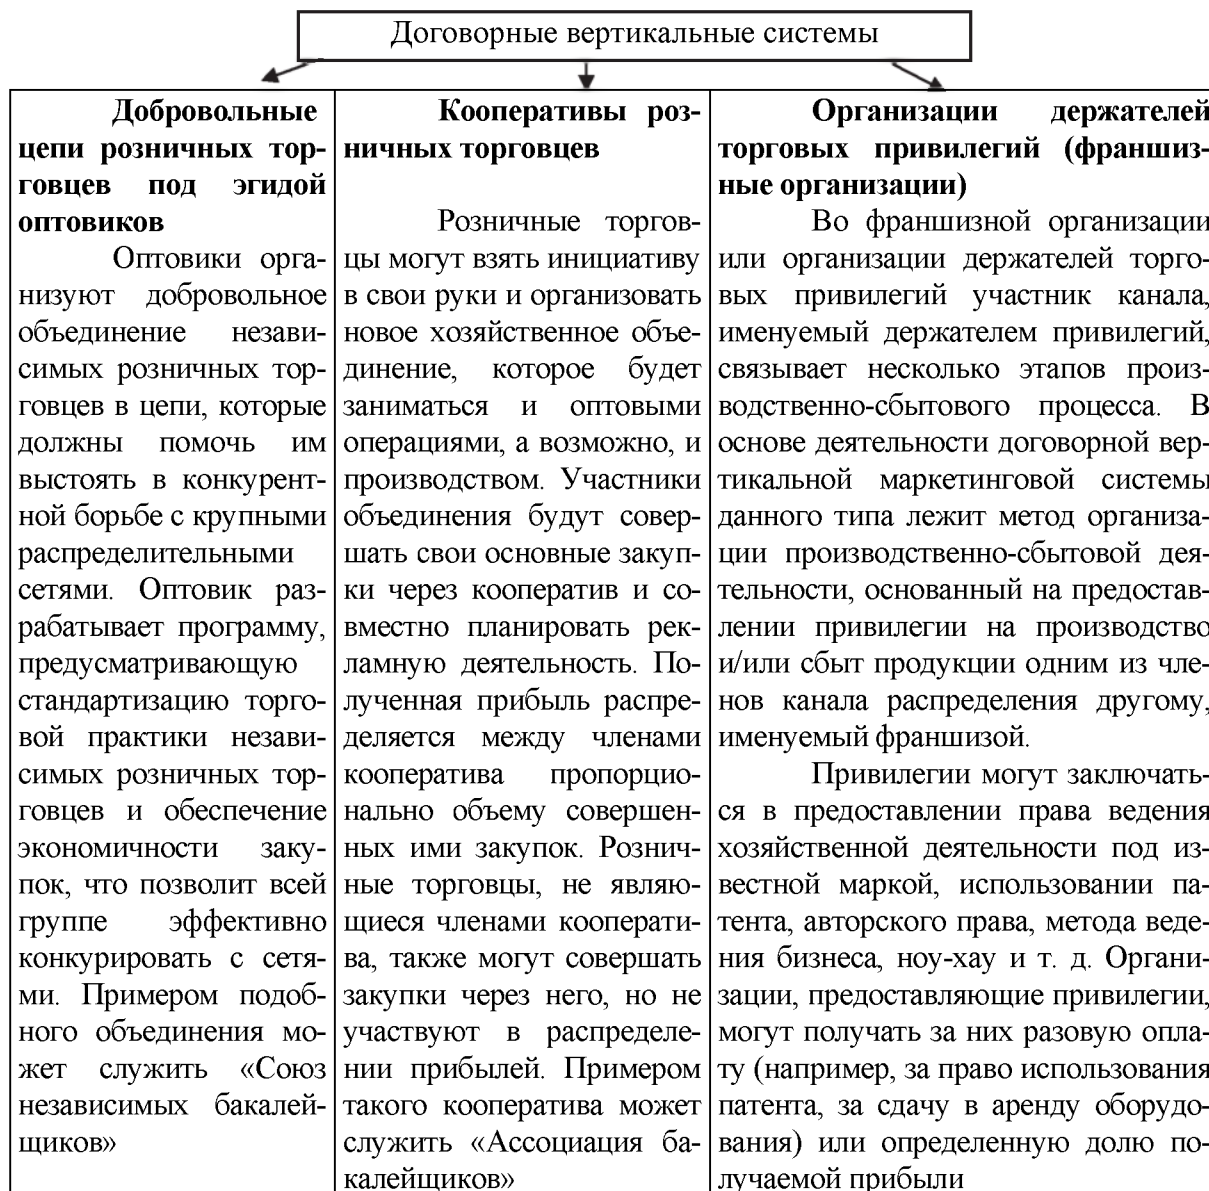 Договорные вертикальные системы
Добровольные
цепи розничных тор-
говцев под эгидой
оптовиков
Оптовики орга-
низуют добровольное
объединение незави-
симых розничных тор-
говцев в цепи, которые
должны помочь им
выстоять в конкурент-
ной борьбе с крупными
распределительными
сетями. Оптовик раз-
рабатывает программу,
предусматривающую
стандартизацию торго-
вой практики незави-
симых розничных тор-
говцев и обеспечение
экономичности заку-
пок, что позволит всей
группе эффективно
конкурировать с сетя-
ми. Примером подоб-
ного объединения мо-
жет служить «Союз
независимых бакалей-
щиков»
Кооперативы роз-
ничных торговцев
Розничные торгов-
цы могут взять инициативу
в свои руки и организовать
новое хозяйственное объе-
динение, которое будет
заниматься и оптовыми
операциями, а возможно, и
производством. Участники
объединения будут совер-
шать свои основные закуп-
ки через кооператив и со-
вместно планировать рек-
ламную деятельность. По-
лученная прибыль распре-
деляется между членами
кооператива пропорцио-
нально объему совершен-
ных ими закупок. Рознич-
ные торговцы, не являю-
щиеся членами кооперати-
ва, также могут совершать
закупки через него, но не
участвуют в распределе-
нии прибылей. Примером
такого кооператива может
служить «Ассоциация ба-
калейщиков»
Организации держателей
торговых привилегий (франшиз-
ные организации)
Во франшизной организации
или организации держателей торго-
вых привилегий участник канала,
именуемый держателем привилегий,
связывает несколько этапов произ-
водственно-сбытового процесса. В
основе деятельности договорной вер-
тикальной маркетинговой системы
данного типа лежит метод организа-
ции производственно-сбытовой дея-
тельности, основанный на предостав-
лении привилегии на производство
и/или сбыт продукции одним из чле-
нов канала распределения другому,
именуемый франшизой.
Привилегии могут заключать-
ся в предоставлении права ведения
хозяйственной деятельности под из-
вестной маркой, использовании па-
тента, авторского права, метода веде-
ния бизнеса, ноу-хау и т. д. Органи-
зации, предоставляющие привилегии,
могут получать за них разовую опла-
ту (например, за право использования
патента, за сдачу в аренду оборудо-
вания) или определенную долю по-
лучаемой прибыли